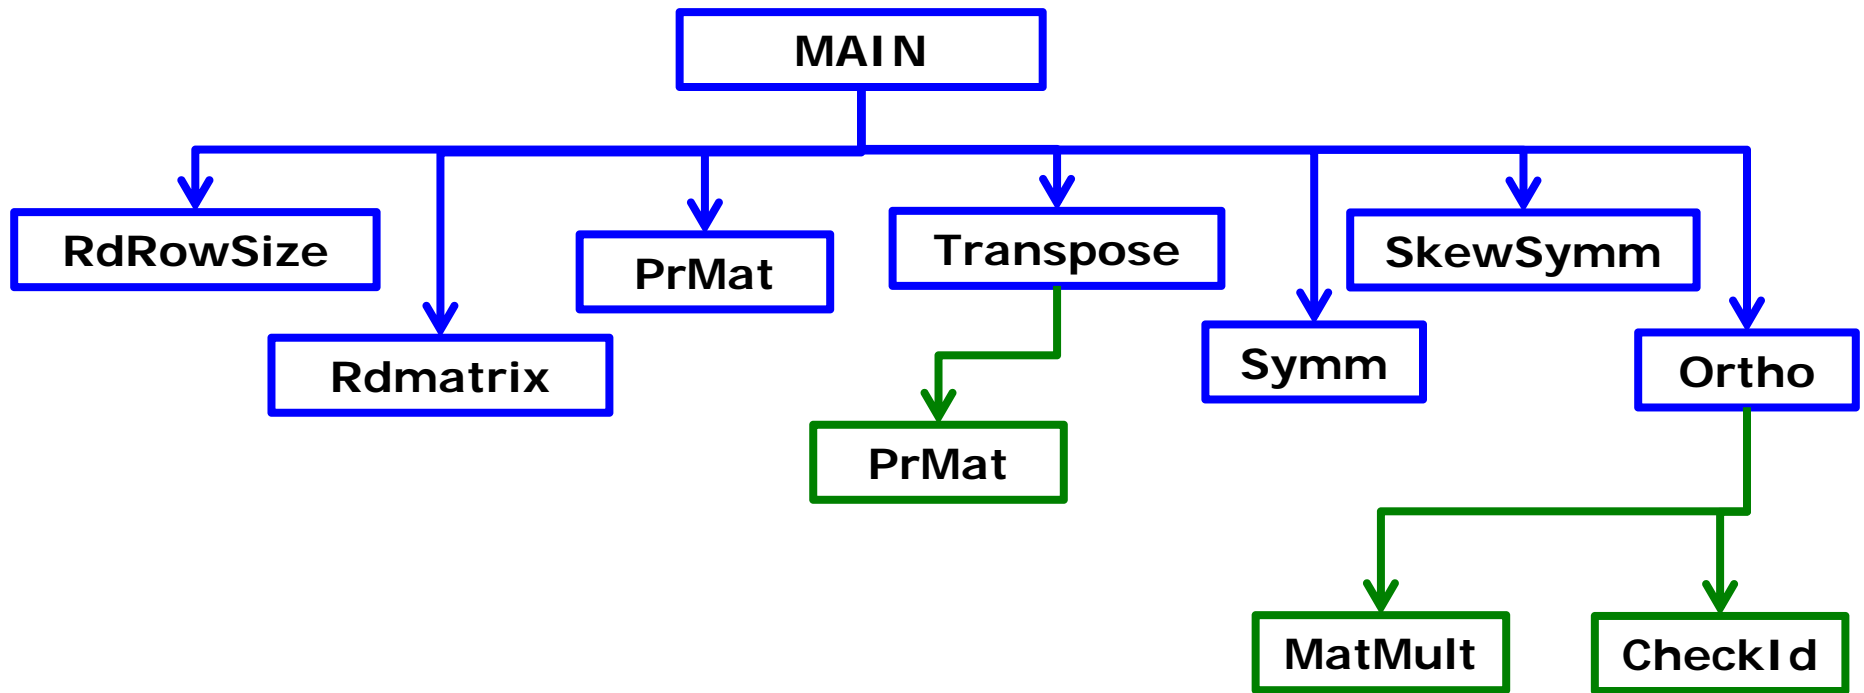 MAIN
RdRowSize
PrMat
Transpose
SkewSymm
Rdmatrix
Symm
Ortho
PrMat
MatMult
CheckId